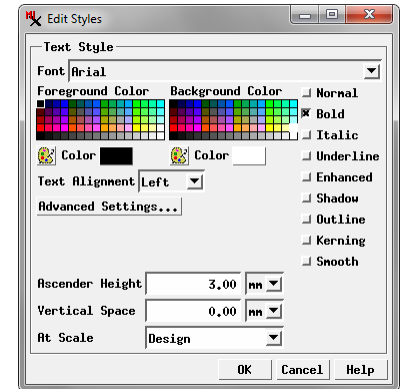 Edit Styles
Text Style
Font Arial
Foreground Color Background Color
Normal
Bold
Italic
Underline
Enhanced
Shadow
Outline
Kerning
Smooth
Color Color
Text Alignment Left
Advanced Settings...
Ascender Height 3.00 mm
Vertical Space 0.00 mm
At Scale Design
OK Cancel Help